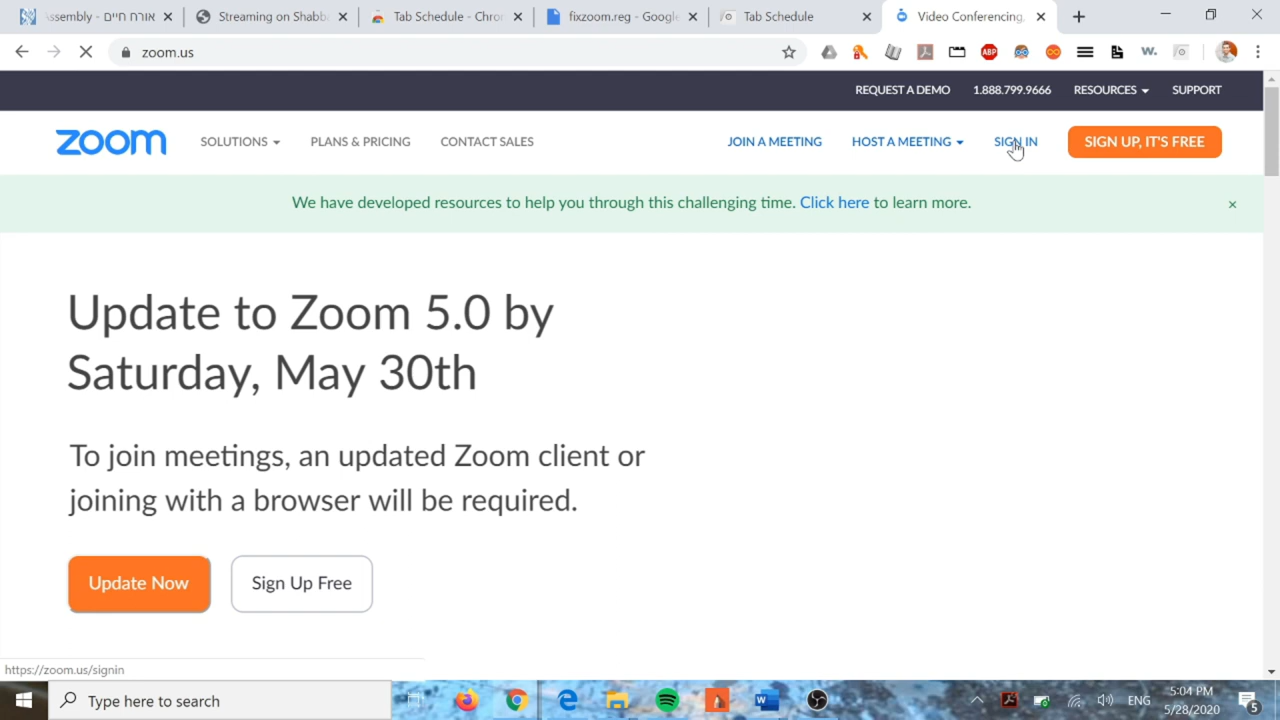 Assembly - אורח חיים
Streaming on Shabb
Tab Schedule - Chro
fixzoom.reg - Google
Tab Schedule
Video Conferencing,
zoom.us
ABP
W.
REQUEST A DEMO
1.888.799.9666
RESOURCES
SUPPORT
zoom
SOLUTIONS
PLANS & PRICING
CONTACT SALES
JOIN A MEETING
HOST A MEETING
SIGN IN
SIGN UP, IT'S FREE
We have developed resources to help you through this challenging time. Click here to learn more.
Update to Zoom 5.0 by
Saturday, May 30th
To join meetings, an updated Zoom client or
joining with a browser will be required.
Update Now
Sign Up Free
https://zoom.us/signin
Type here to search
ENG
5:04 PM
5/28/2020
5